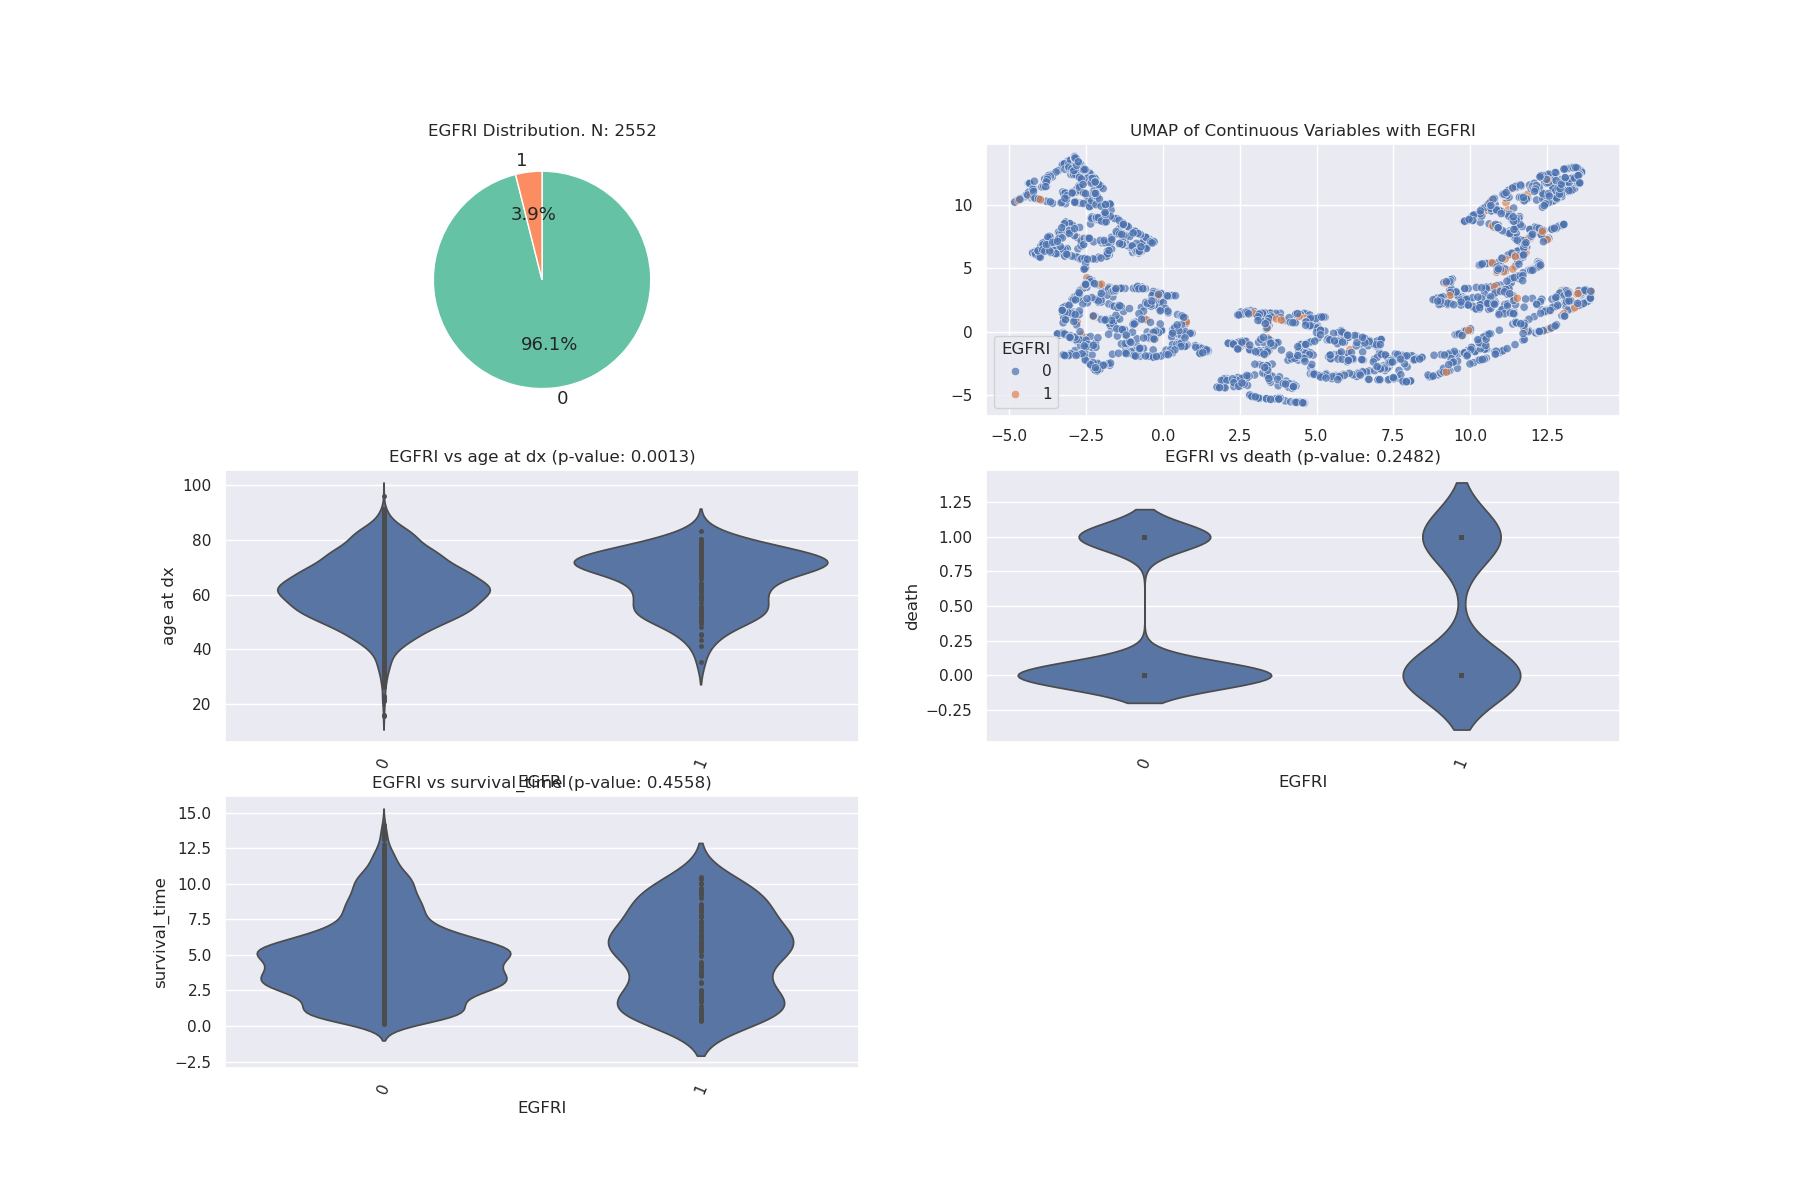 EGFRI Distribution. N: 2552
1
3.9%
96.1%
0
UMAP of Continuous Variables with EGFRI
10
5
0
−5
EGFRI
0
1
−5.0 −2.5 0.0 2.5 5.0 7.5 10.0 12.5
EGFRI vs age at dx (p-value: 0.0013)
100
80
60
40
20
age at dx
0 1
EGFRI
EGFRI vs death (p-value: 0.2482)
1.25
1.00
0.75
0.50
0.25
0.00
−0.25
death
0 1
EGFRI
EGFRI vs survival_time (p-value: 0.4558)
15.0
12.5
10.0
7.5
5.0
2.5
0.0
−2.5
survival_time
0 1
EGFRI